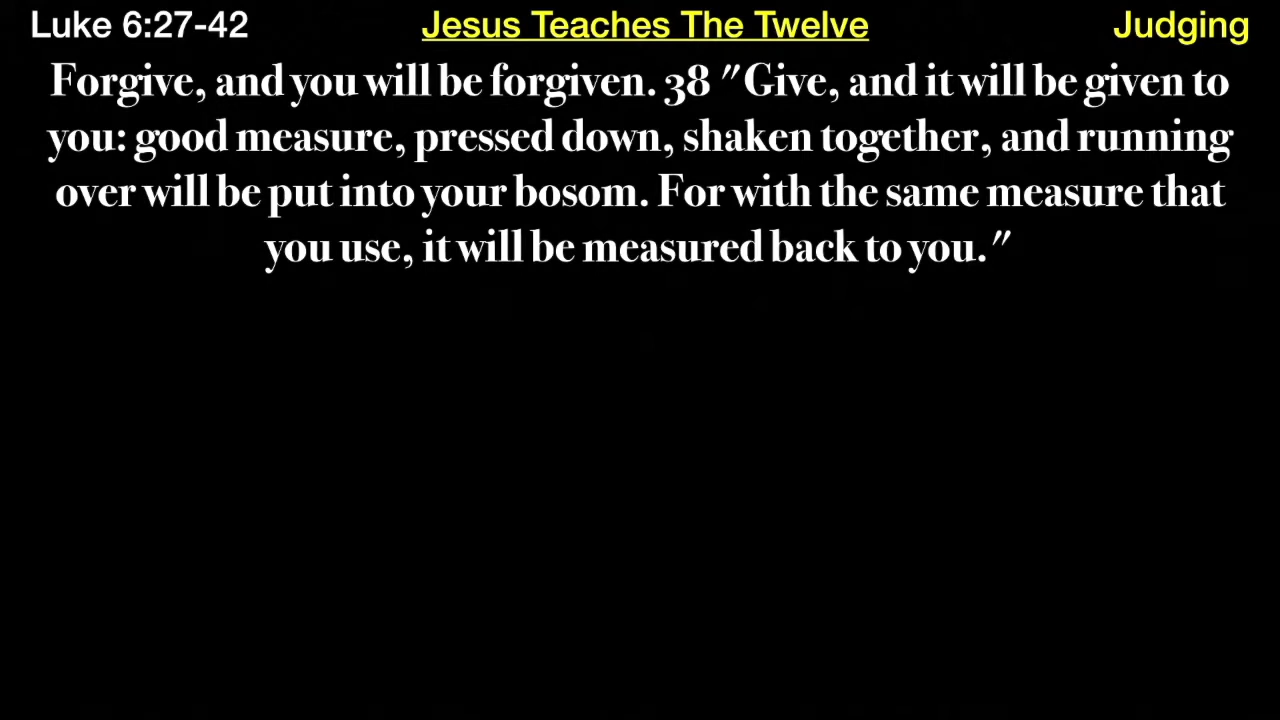 Luke 6:27-42 Jesus Teaches The Twelve Judging
Forgive, and you will be forgiven. 38 "Give, and it will be given to
you: good measure, pressed down, shaken together, and running
over will be put into your bosom. For with the same measure that
you use, it will be measured back to you."